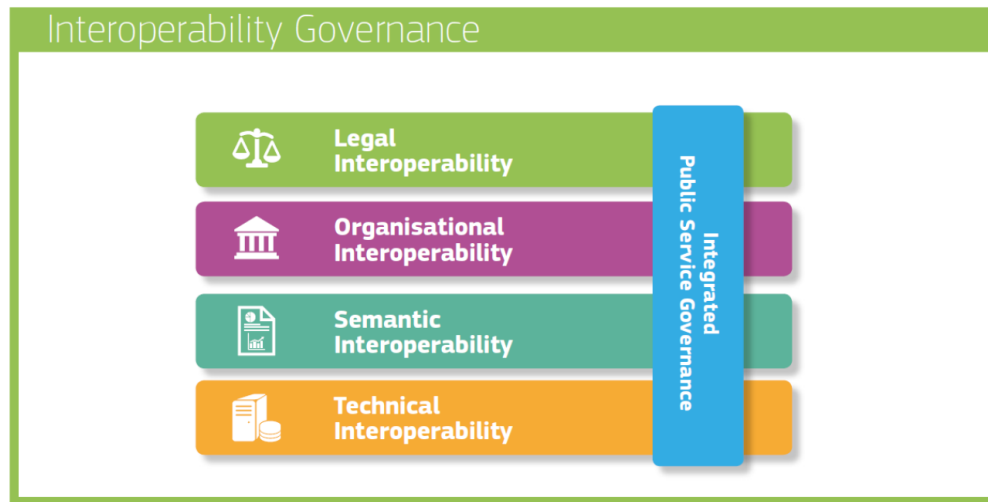 Interoperability Governance
Legal
Interoperability
Organisational
Interoperability
Semantic
Interoperability
Technical
Interoperability
Integrated
Public Service Governance